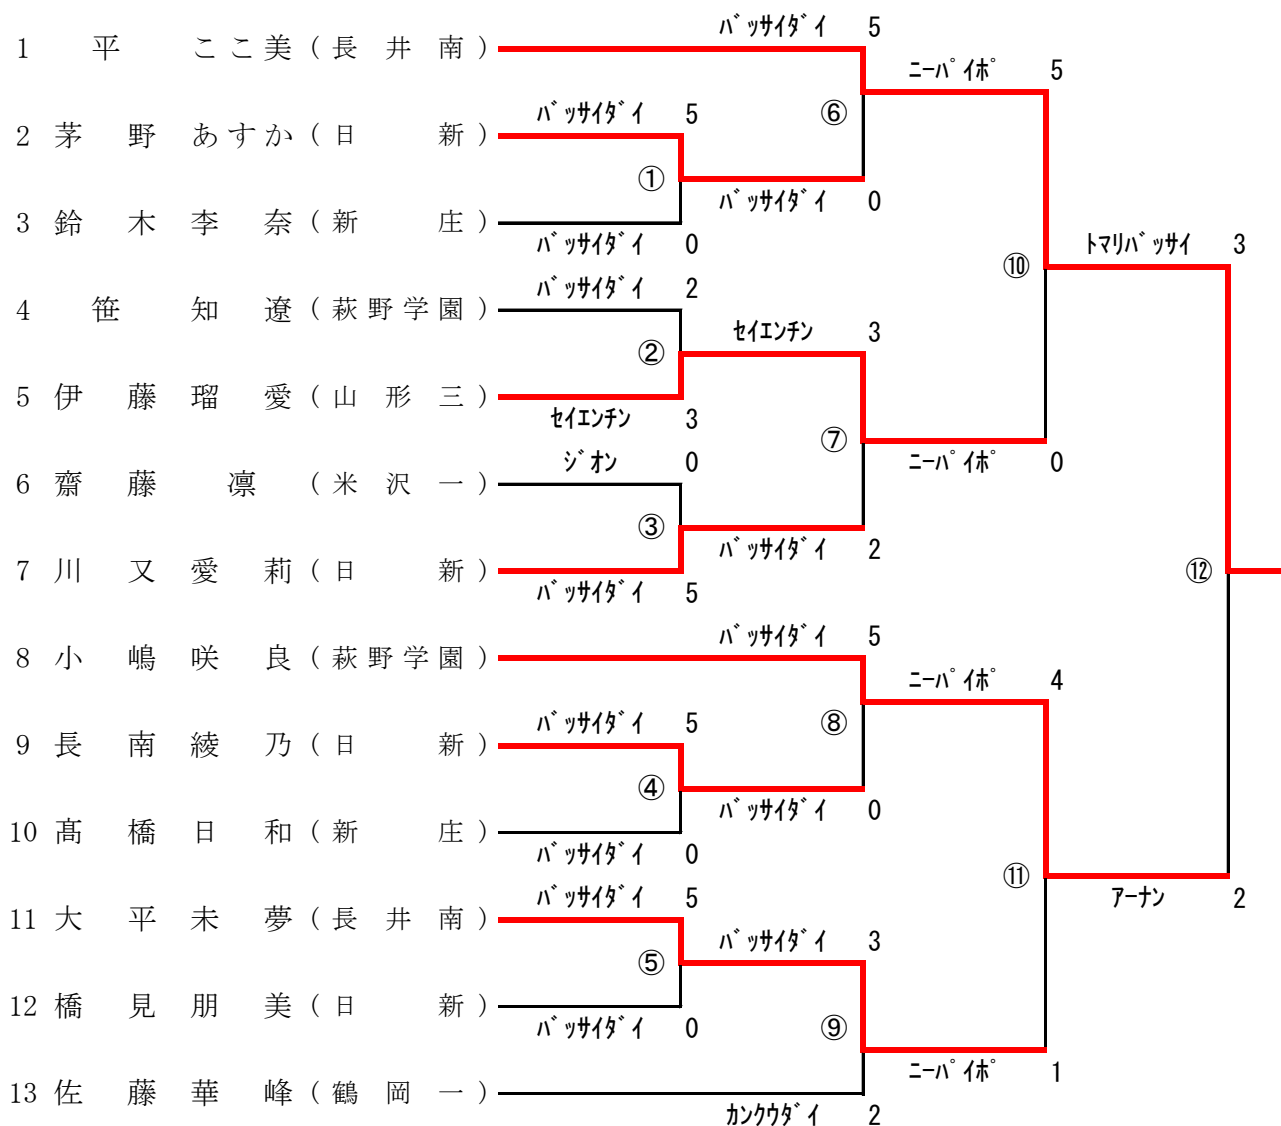 ﾊﾞｯｻｲﾀﾞｲ 5
1 平 ここ美 （長井南）
ﾆｰﾊﾟｲﾎﾟ 5
ﾊﾞｯｻｲﾀﾞｲ 5
⑥
2 茅野あすか （日新）
①
ﾊﾞｯｻｲﾀﾞｲ 0
3 鈴木李奈 （新庄）
ﾊﾞｯｻｲﾀﾞｲ 0
ﾄﾏﾘﾊﾞｯｻｲ 3
⑩
ﾊﾞｯｻｲﾀﾞｲ 2
4 笹 知遼 （萩野学園）
ｾｲｴﾝﾁﾝ 3
②
5 伊藤瑠愛 （山形三）
ｾｲｴﾝﾁﾝ 3
⑦
ﾆｰﾊﾟｲﾎﾟ 0
ｼﾞｵﾝ 0
6 齋藤 凛 （米沢一）
③
ﾊﾞｯｻｲﾀﾞｲ 2
7 川又愛莉 （日新）
⑫
ﾊﾞｯｻｲﾀﾞｲ 5
ﾊﾞｯｻｲﾀﾞｲ 5
8 小嶋咲良 （萩野学園）
ﾆｰﾊﾟｲﾎﾟ 4
ﾊﾞｯｻｲﾀﾞｲ 5
⑧
9 長南綾乃 （日新）
④
ﾊﾞｯｻｲﾀﾞｲ 0
10 髙橋日和 （新庄）
ﾊﾞｯｻｲﾀﾞｲ 0
⑪
ｱｰﾅﾝ 2
ﾊﾞｯｻｲﾀﾞｲ 5
11 大平未夢 （長井南）
ﾊﾞｯｻｲﾀﾞｲ 3
⑤
12 橋見朋美 （日新）
ﾊﾞｯｻｲﾀﾞｲ 0
⑨
ﾆｰﾊﾟｲﾎﾟ 1
13 佐藤華峰 （鶴岡一）
ｶﾝｸｳﾀﾞｲ 2